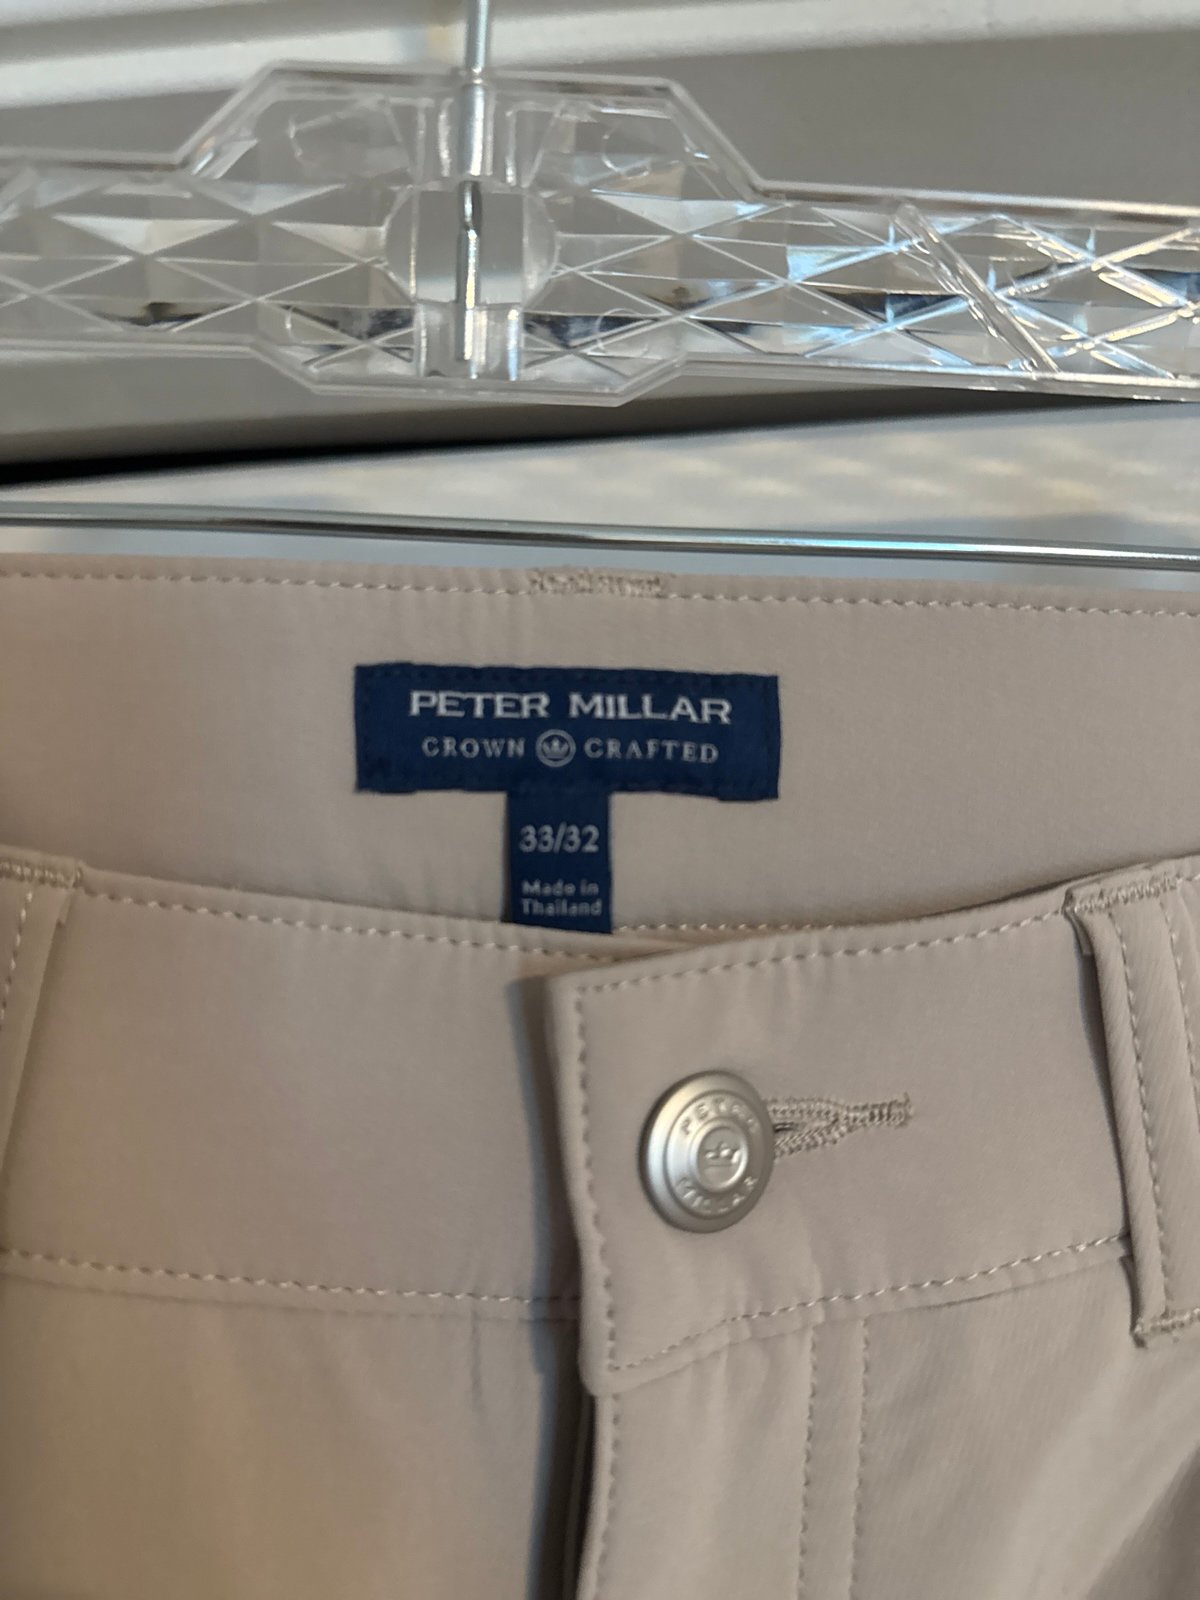 PETER MILLAR
CROWN CRAFTED
33/32
Made in
Thailand
PETER
MILLAR